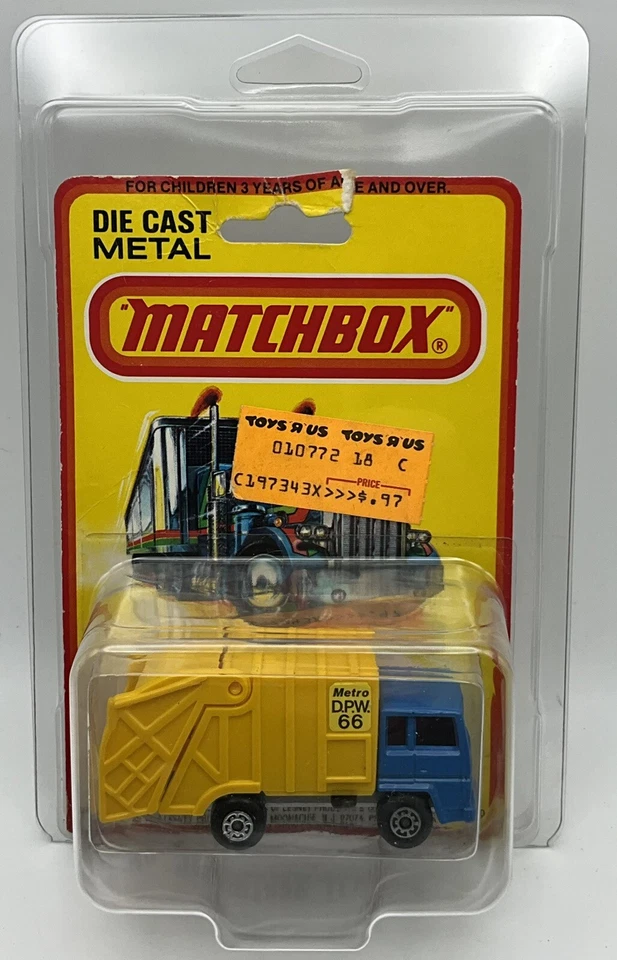 FOR CHILDREN 3 YEARS OF AGE AND OVER.
DIE CAST
METAL
"MATCHBOX"®
TOYS "R" US TOYS "R" US
010772 18 C
PRICE
C197343X>>>$.97
Metro
D.P.W.
66